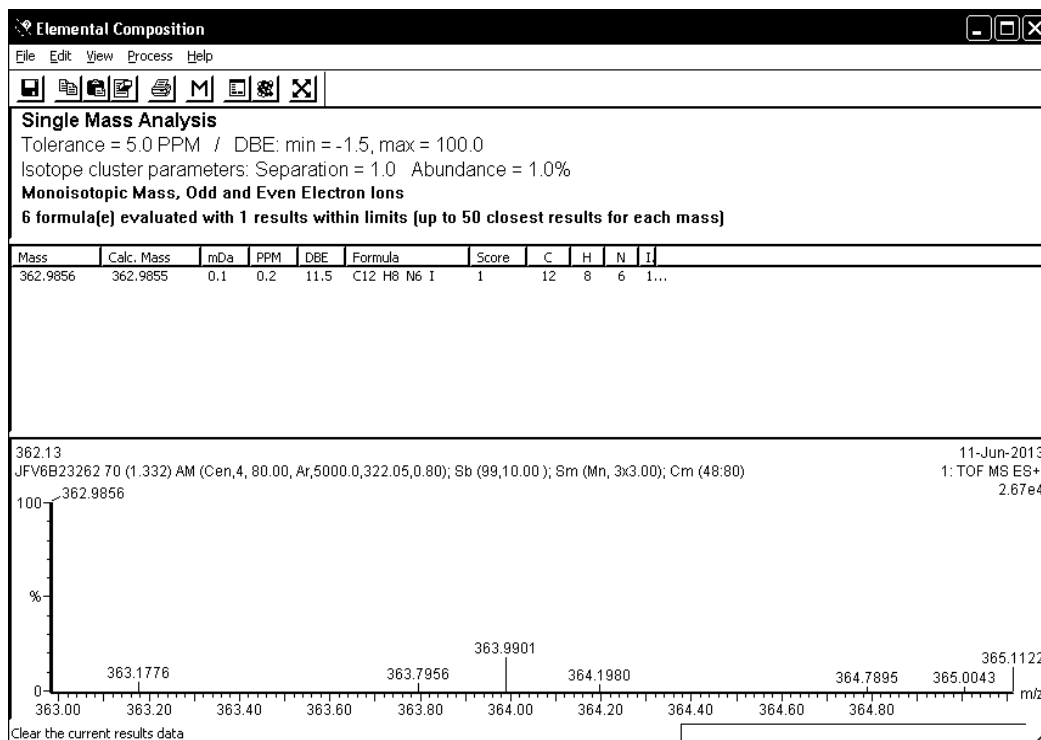 Elemental Composition
File Edit View Process Help
M
Single Mass Analysis
Tolerance = 5.0 PPM / DBE: min = -1.5, max = 100.0
Isotope cluster parameters: Separation = 1.0 Abundance = 1.0%
Monoisotopic Mass, Odd and Even Electron Ions
6 formula(e) evaluated with 1 results within limits (up to 50 closest results for each mass)
Mass Calc. Mass mDa PPM DBE Formula Score C H N I
362.9856 362.9855 0.1 0.2 11.5 C12 H8 N6 I 1 12 8 6 1...
362.13 11-Jun-2013
JFV6B23262 70 (1.332) AM (Cen,4, 80.00, Ar,5000.0,322.05,0.80); Sb (99,10.00 ); Sm (Mn, 3x3.00); Cm (48:80) 1: TOF MS ES+
2.67e4
100 362.9856
%
363.1776 363.7956 363.9901 364.1980 364.7895 365.0043 365.1122
0 m/z
363.00 363.20 363.40 363.60 363.80 364.00 364.20 364.40 364.60 364.80
Clear the current results data